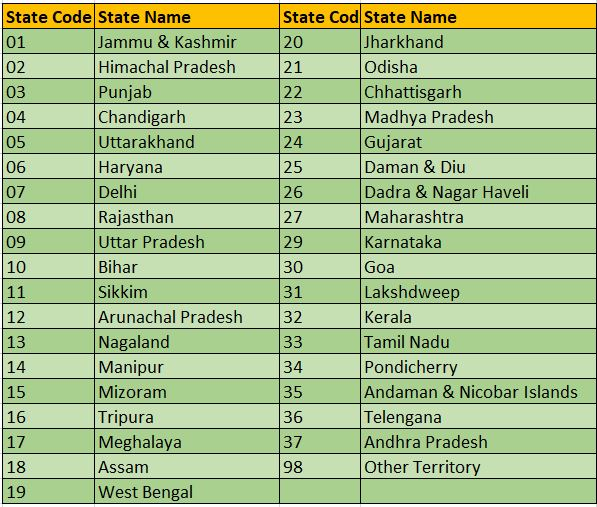 State Code State Name State Cod State Name
01 Jammu & Kashmir 20 Jharkhand
02 Himachal Pradesh 21 Odisha
03 Punjab 22 Chhattisgarh
04 Chandigarh 23 Madhya Pradesh
05 Uttarakhand 24 Gujarat
06 Haryana 25 Daman & Diu
07 Delhi 26 Dadra & Nagar Haveli
08 Rajasthan 27 Maharashtra
09 Uttar Pradesh 29 Karnataka
10 Bihar 30 Goa
11 Sikkim 31 Lakshdweep
12 Arunachal Pradesh 32 Kerala
13 Nagaland 33 Tamil Nadu
14 Manipur 34 Pondicherry
15 Mizoram 35 Andaman & Nicobar Islands
16 Tripura 36 Telengana
17 Meghalaya 37 Andhra Pradesh
18 Assam 98 Other Territory
19 West Bengal